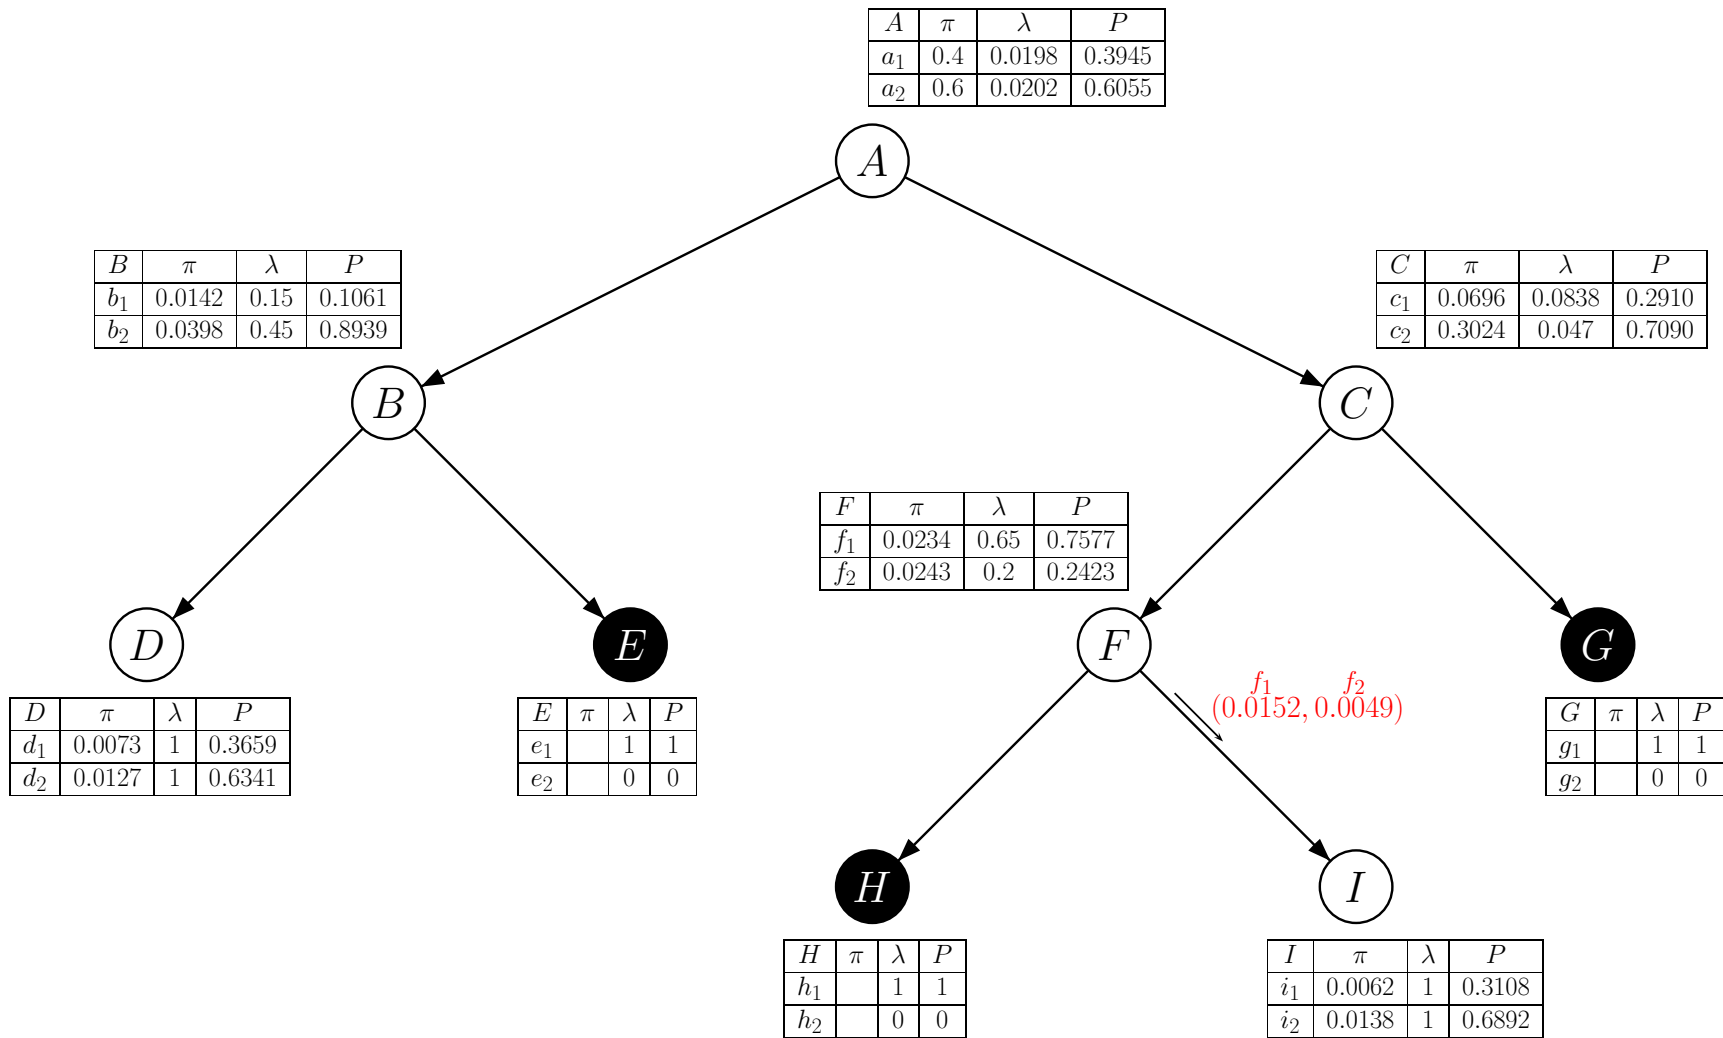 A π λ P
a₁ 0.4 0.0198 0.3945
a₂ 0.6 0.0202 0.6055
A
B π λ P
b₁ 0.0142 0.15 0.1061
b₂ 0.0398 0.45 0.8939
C π λ P
c₁ 0.0696 0.0838 0.2910
c₂ 0.3024 0.047 0.7090
B
C
F π λ P
f₁ 0.0234 0.65 0.7577
f₂ 0.0243 0.2 0.2423
D
E
F
G
f₁ f₂
(0.0152, 0.0049)
D π λ P
d₁ 0.0073 1 0.3659
d₂ 0.0127 1 0.6341
E π λ P
e₁ 1 1
e₂ 0 0
G π λ P
g₁ 1 1
g₂ 0 0
H
I
H π λ P
h₁ 1 1
h₂ 0 0
I π λ P
i₁ 0.0062 1 0.3108
i₂ 0.0138 1 0.6892